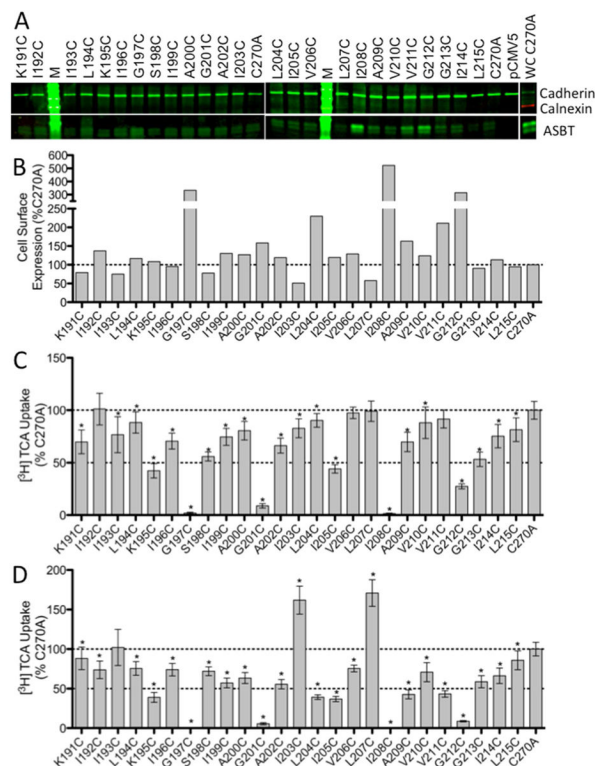 A
K191C I192C M I193C L194C K195C I196C G197C S198C I199C A200C G201C A202C I203C C270A L204C I205C V206C M L207C I208C A209C V210C V211C G212C G213C I214C L215C C270A pCMV5 WC C270A
Cadherin
Calnexin
ASBT
B
Cell Surface
Expression (%C270A)
600
500
400
300
250
200
150
100
50
0
K191C I192C I193C L194C K195C I196C G197C S198C I199C A200C G201C A202C I203C L204C I205C V206C L207C I208C A209C V210C V211C G212C G213C I214C L215C C270A
C
[³H] TCA Uptake
(% C270A)
150
100
50
0
* * * * * * * * * * * * * * * * * * * * *
K191C I192C I193C L194C K195C I196C G197C S198C I199C A200C G201C A202C I203C L204C I205C V206C L207C I208C A209C V210C V211C G212C G213C I214C L215C C270A
D
[³H] TCA Uptake
(% C270A)
200
150
100
50
0
* * * * * * * * * * * * * * * * * * * * * * * *
K191C I192C I193C L194C K195C I196C G197C S198C I199C A200C G201C A202C I203C L204C I205C V206C L207C I208C A209C V210C V211C G212C G213C I214C L215C C270A